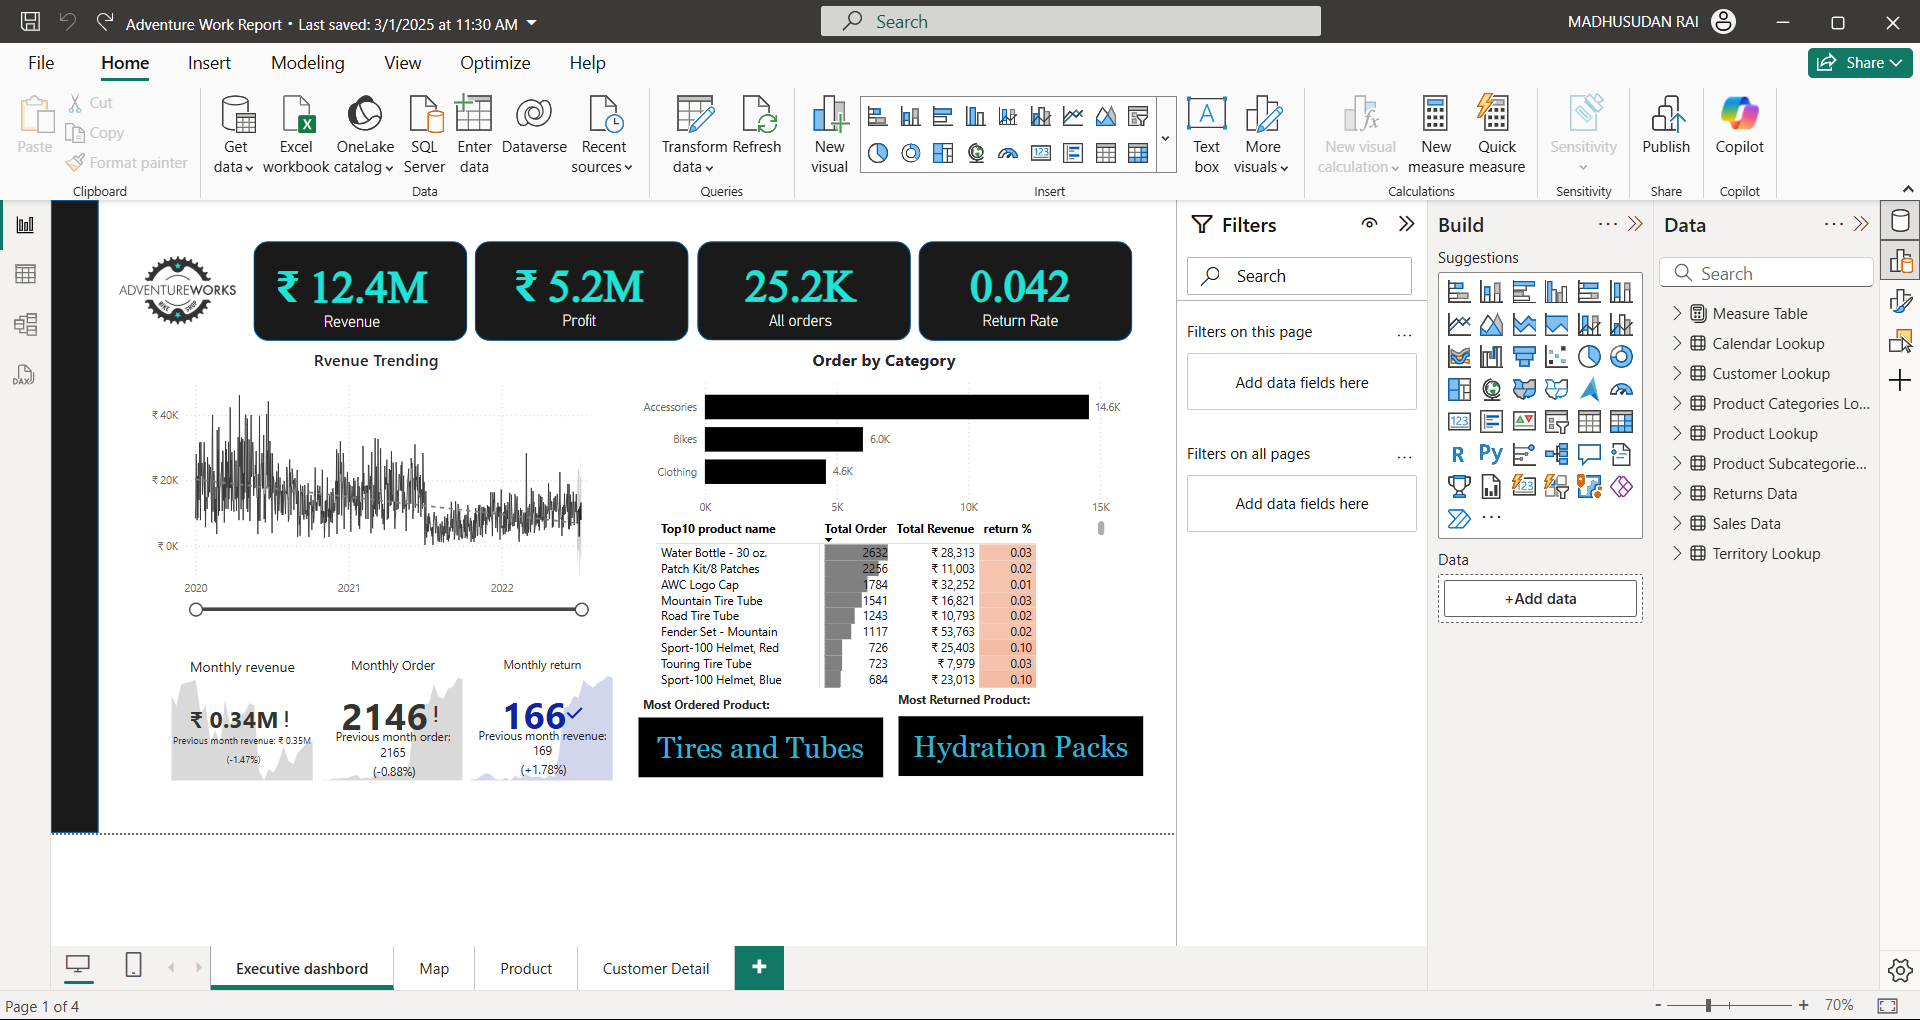 Adventure Work Report • Last saved: 3/1/2025 at 11:30 AM
Search
MADHUSUDAN RAI
File
Home
Insert
Modeling
View
Optimize
Help
Share
Paste
Cut
Copy
Format painter
Clipboard
Get data
Excel workbook
OneLake catalog
SQL Server
Enter data
Dataverse
Recent sources
Data
Transform data
Refresh
Queries
New visual
Text box
More visuals
Insert
New visual calculation
New measure
Quick measure
Calculations
Sensitivity
Sensitivity
Publish
Share
Copilot
Copilot
ADVENTUREWORKS
BIKE SHOP
₹ 12.4M
Revenue
₹ 5.2M
Profit
25.2K
All orders
0.042
Return Rate
Rvenue Trending
₹ 40K
₹ 20K
₹ 0K
2020 2021 2022
Order by Category
Accessories 14.6K
Bikes 6.0K
Clothing 4.6K
0K 5K 10K 15K
Top10 product name Total Order Total Revenue return %
Water Bottle - 30 oz. 2632 ₹ 28,313 0.03
Patch Kit/8 Patches 2256 ₹ 11,003 0.02
AWC Logo Cap 1784 ₹ 32,252 0.01
Mountain Tire Tube 1541 ₹ 16,821 0.03
Road Tire Tube 1243 ₹ 10,793 0.02
Fender Set - Mountain 1117 ₹ 53,763 0.02
Sport-100 Helmet, Red 726 ₹ 25,403 0.10
Touring Tire Tube 723 ₹ 7,979 0.03
Sport-100 Helmet, Blue 684 ₹ 23,013 0.10
Monthly revenue
₹ 0.34M !
Previous month revenue: ₹ 0.35M
(-1.47%)
Monthly Order
2146 !
Previous month order:
2165
(-0.88%)
Monthly return
166
Previous month revenue:
169
(+1.78%)
Most Ordered Product:
Tires and Tubes
Most Returned Product:
Hydration Packs
Filters
Search
Filters on this page
...
Add data fields here
Filters on all pages
...
Add data fields here
Build
...
Suggestions
123
R
Py
123
...
Data
+Add data
Data
...
Search
Measure Table
Calendar Lookup
Customer Lookup
Product Categories Lo...
Product Lookup
Product Subcategorie...
Returns Data
Sales Data
Territory Lookup
DAX
Executive dashbord
Map
Product
Customer Detail
+
Page 1 of 4
- + 70%